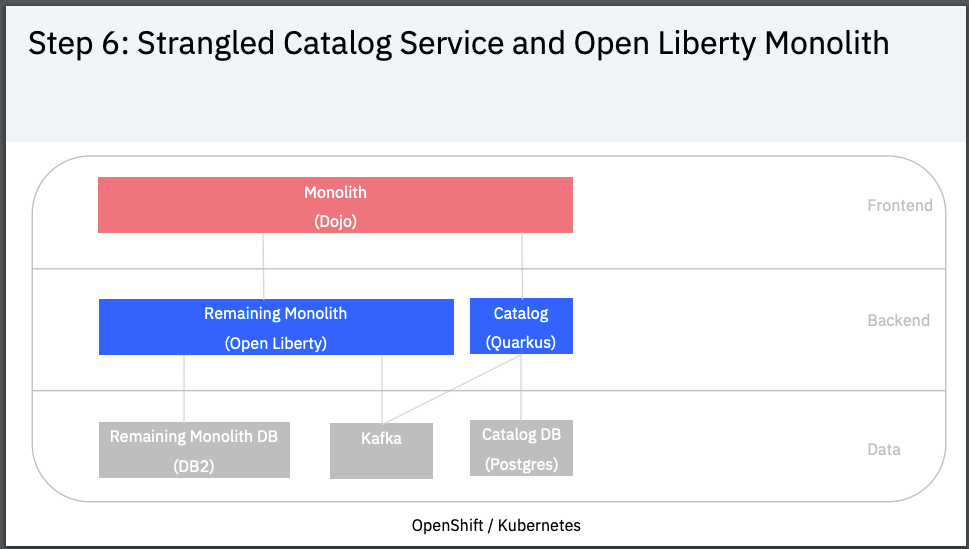 Step 6: Strangled Catalog Service and Open Liberty Monolith
Monolith
(Dojo)
Frontend
Remaining Monolith
(Open Liberty)
Catalog
(Quarkus)
Backend
Remaining Monolith DB
(DB2)
Kafka
Catalog DB
(Postgres)
Data
OpenShift / Kubernetes